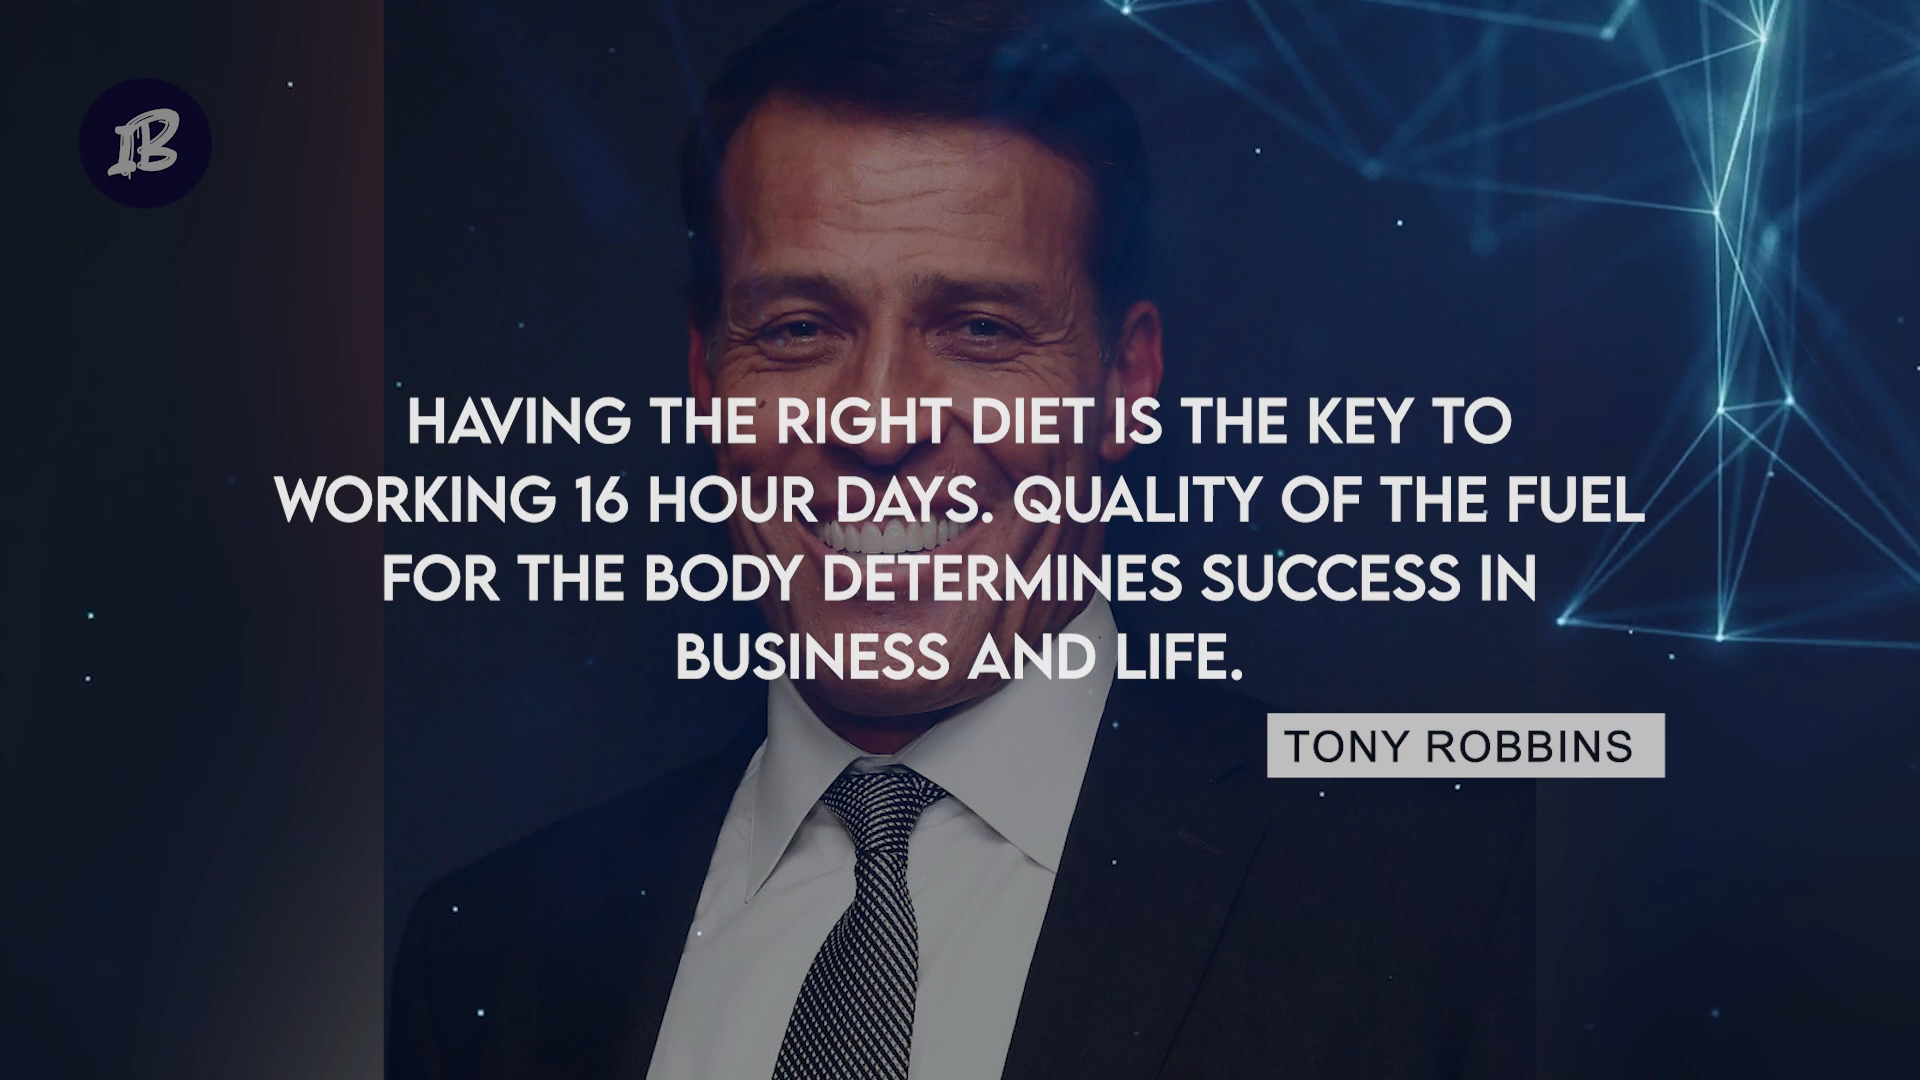 IB
HAVING THE RIGHT DIET IS THE KEY TO
WORKING 16 HOUR DAYS. QUALITY OF THE FUEL
FOR THE BODY DETERMINES SUCCESS IN
BUSINESS AND LIFE.
TONY ROBBINS